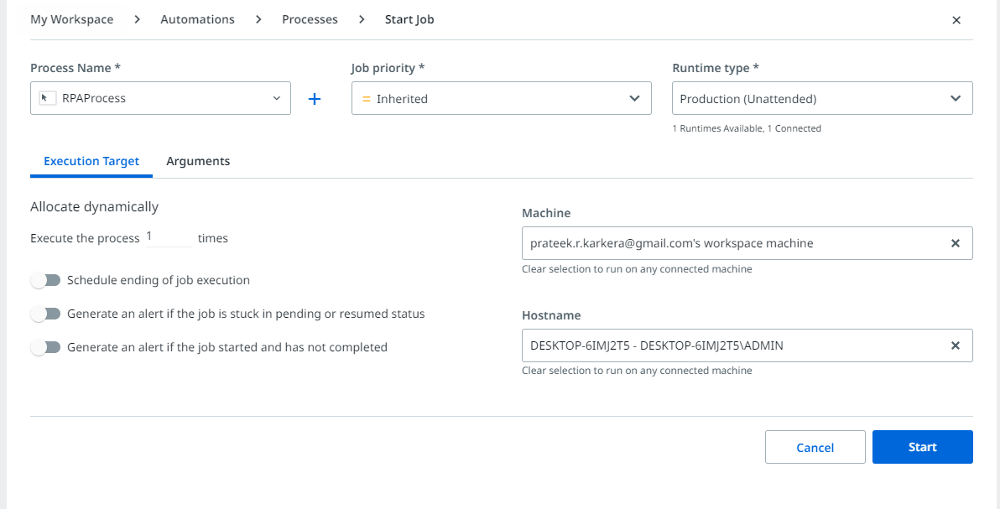 My Workspace > Automations > Processes > Start Job
Process Name *
RPAProcess
Job priority *
Inherited
Runtime type *
Production (Unattended)
1 Runtimes Available, 1 Connected
Execution Target
Arguments
Allocate dynamically
Execute the process 1 times
Schedule ending of job execution
Generate an alert if the job is stuck in pending or resumed status
Generate an alert if the job started and has not completed
Machine
prateek.r.karkera@gmail.com's workspace machine
Clear selection to run on any connected machine
Hostname
DESKTOP-6IMJ2T5 - DESKTOP-6IMJ2T5\ADMIN
Clear selection to run on any connected machine
Cancel
Start